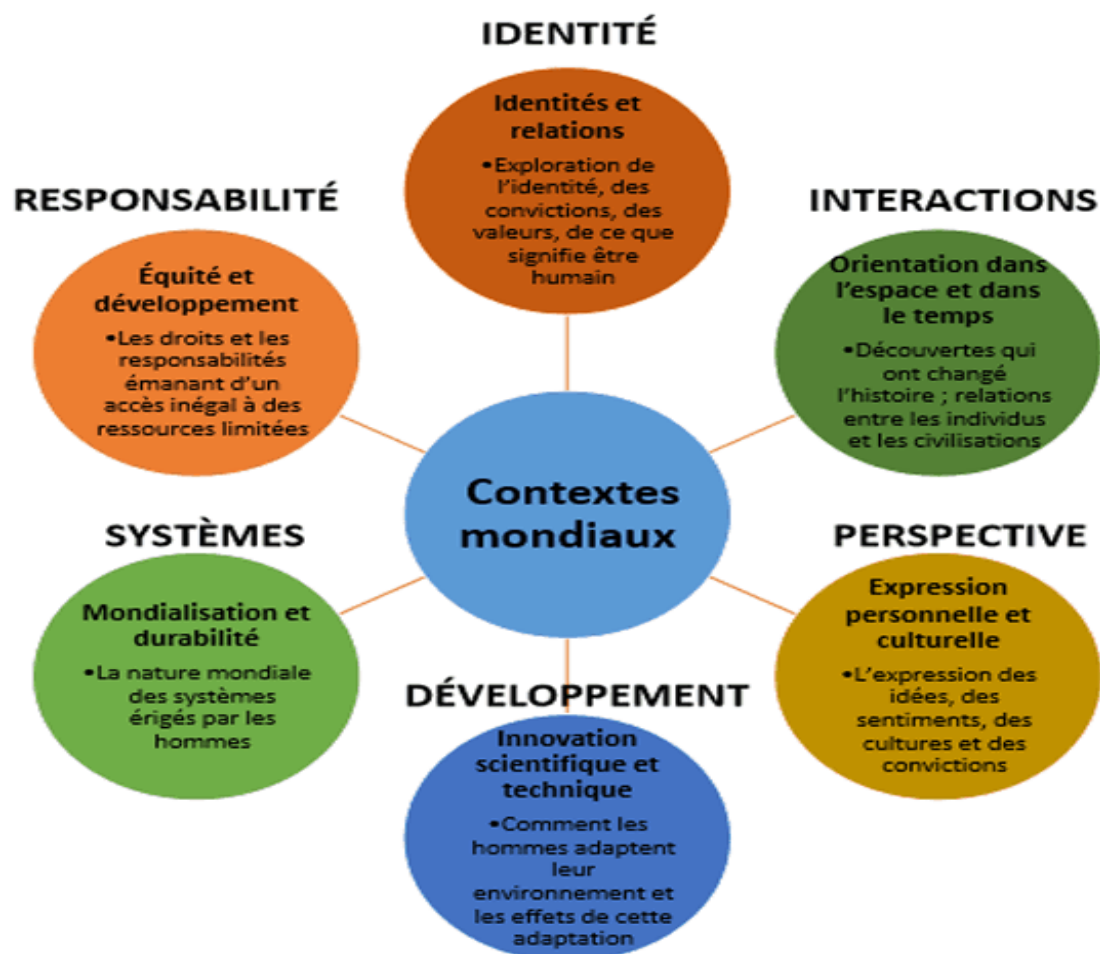 IDENTITÉ
Identités et
relations
•Exploration de
l'identité, des
convictions, des
valeurs, de ce que
signifie être
humain
INTERACTIONS
Orientation dans
l'espace et dans
le temps
•Découvertes qui
ont changé
l'histoire ; relations
entre les individus
et les civilisations
PERSPECTIVE
Expression
personnelle et
culturelle
•L'expression des
idées, des
sentiments, des
cultures et des
convictions
DÉVELOPPEMENT
Innovation
scientifique et
technique
•Comment les
hommes adaptent
leur
environnement et
les effets de cette
adaptation
SYSTÈMES
Mondialisation et
durabilité
•La nature mondiale
des systèmes
érigés par les
hommes
RESPONSABILITÉ
Équité et
développement
•Les droits et les
responsabilités
émanant d'un
accès inégal à des
ressources limitées
Contextes
mondiaux